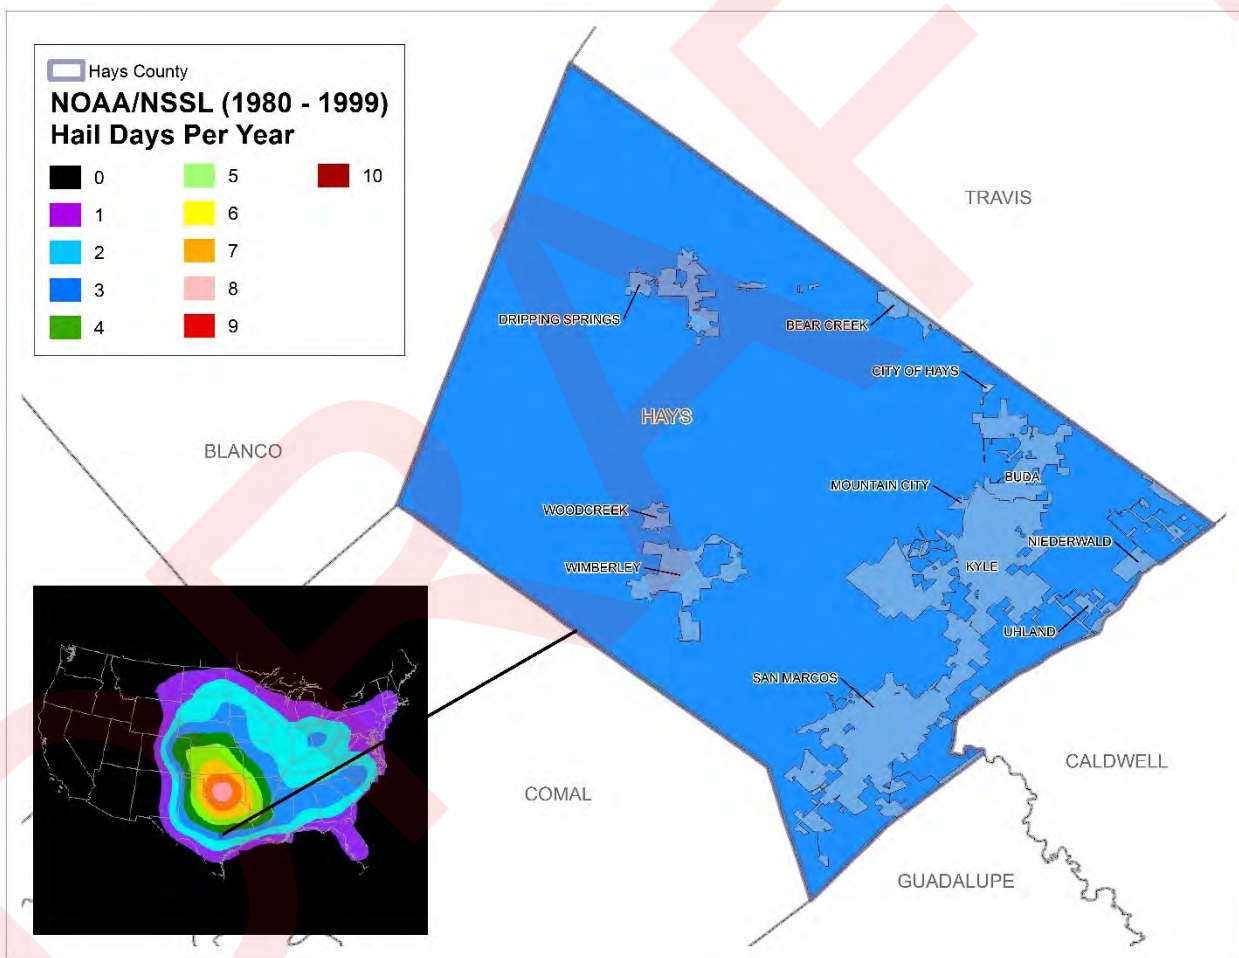 Hays County
NOAA/NSSL (1980 - 1999)
Hail Days Per Year
0
5
10
1
6
2
7
3
8
4
9
TRAVIS
DRIPPING SPRINGS
BEAR CREEK
CITY OF HAYS
HAYS
BLANCO
BUDA
MOUNTAIN CITY
WOODCREEK
NIEDERWALD
WIMBERLEY
KYLE
UHLAND
SAN MARCOS
CALDWELL
COMAL
GUADALUPE
DRAFT